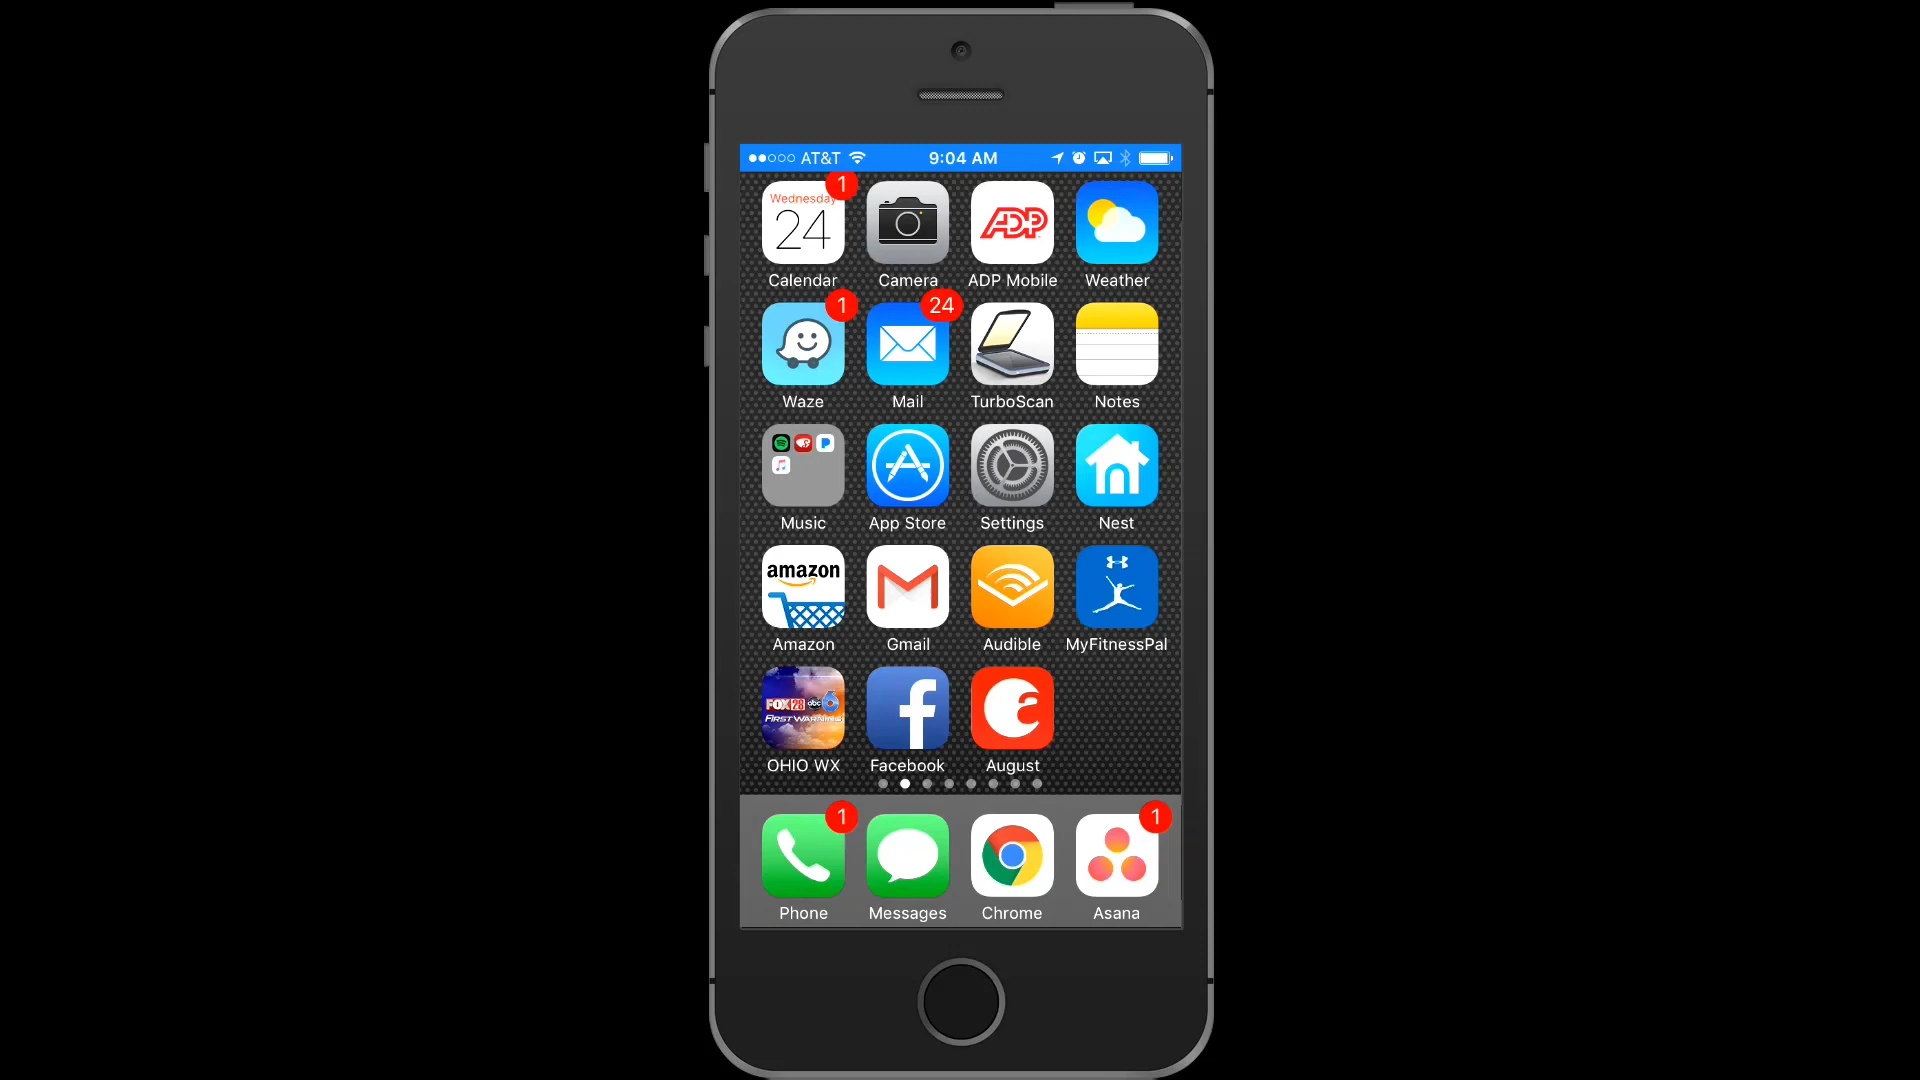 AT&T 9:04 AM
1
Wednesday
24
ADP
Calendar Camera ADP Mobile Weather
1 24
Waze Mail TurboScan Notes
Music App Store Settings Nest
amazon
Amazon Gmail Audible MyFitnessPal
FOX 28 abc 6
FIRST WARNING
OHIO WX Facebook August
1 1
Phone Messages Chrome Asana